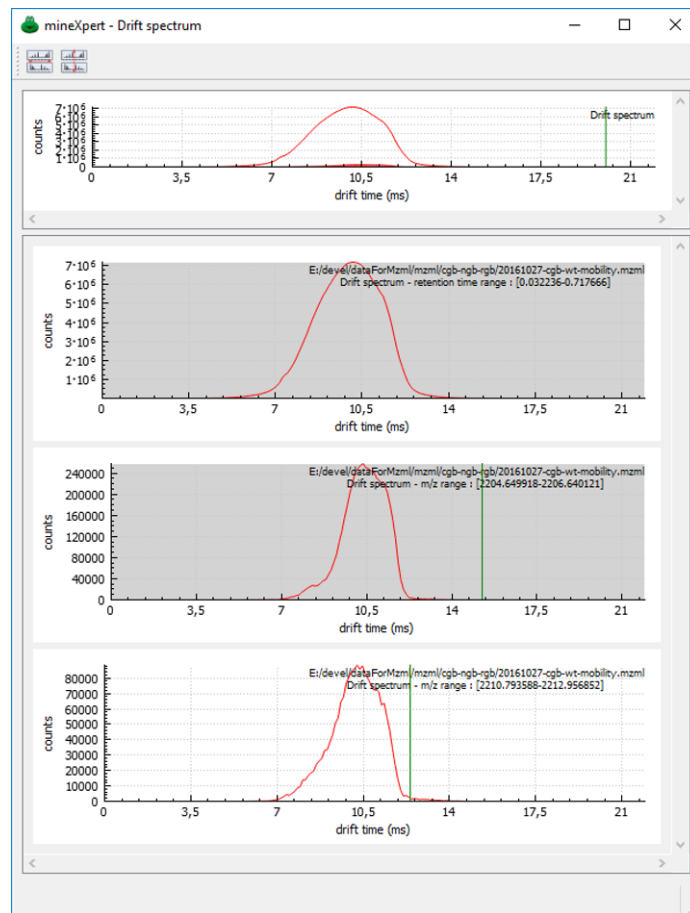 mineXpert - Drift spectrum
7·10⁶
6·10⁶
5·10⁶
4·10⁶
3·10⁶
2·10⁶
1·10⁶
0
counts
Drift spectrum
0 3,5 7 10,5 14 17,5 21
drift time (ms)
7·10⁶
6·10⁶
5·10⁶
4·10⁶
3·10⁶
2·10⁶
1·10⁶
counts
E:/devel/dataForMzml/mzml/cgb-ngb-rgb/20161027-cgb-wt-mobility.mzml
Drift spectrum - retention time range : [0.032236-0.717666]
0 3,5 7 10,5 14 17,5 21
drift time (ms)
240000
200000
160000
120000
80000
40000
0
counts
E:/devel/dataForMzml/mzml/cgb-ngb-rgb/20161027-cgb-wt-mobility.mzml
Drift spectrum - m/z range : [2204.649918-2206.640121]
0 3,5 7 10,5 14 17,5 21
drift time (ms)
80000
70000
60000
50000
40000
30000
20000
10000
0
counts
E:/devel/dataForMzml/mzml/cgb-ngb-rgb/20161027-cgb-wt-mobility.mzml
Drift spectrum - m/z range : [2210.793588-2212.956852]
0 3,5 7 10,5 14 17,5 21
drift time (ms)